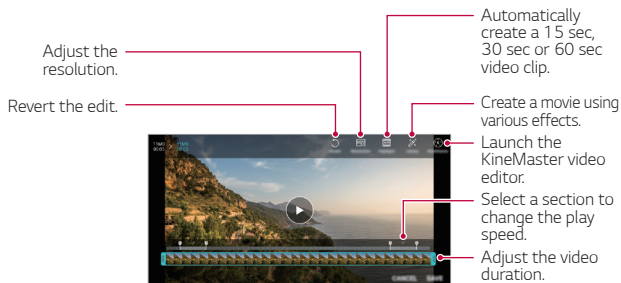 Adjust the
resolution.
Revert the edit.
Automatically
create a 15 sec,
30 sec or 60 sec
video clip.
Create a movie using
various effects.
Launch the
KineMaster video
editor.
Select a section to
change the play
speed.
Adjust the video
duration.
CANCEL SAVE